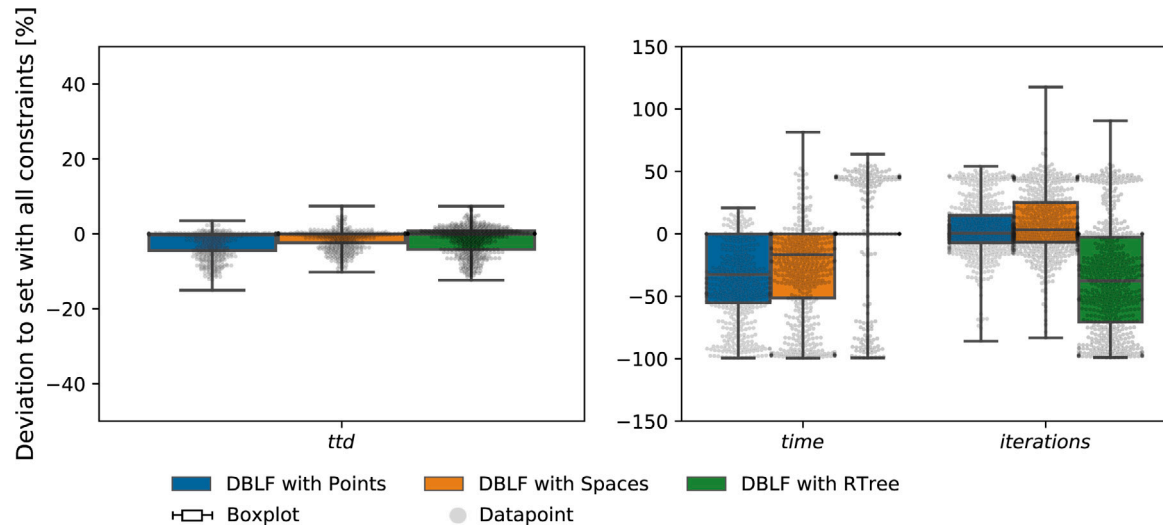 Deviation to set with all constraints [%]
40
20
0
−20
−40
ttd
150
100
50
0
−50
−100
−150
time iterations
DBLF with Points DBLF with Spaces DBLF with RTree
Boxplot Datapoint